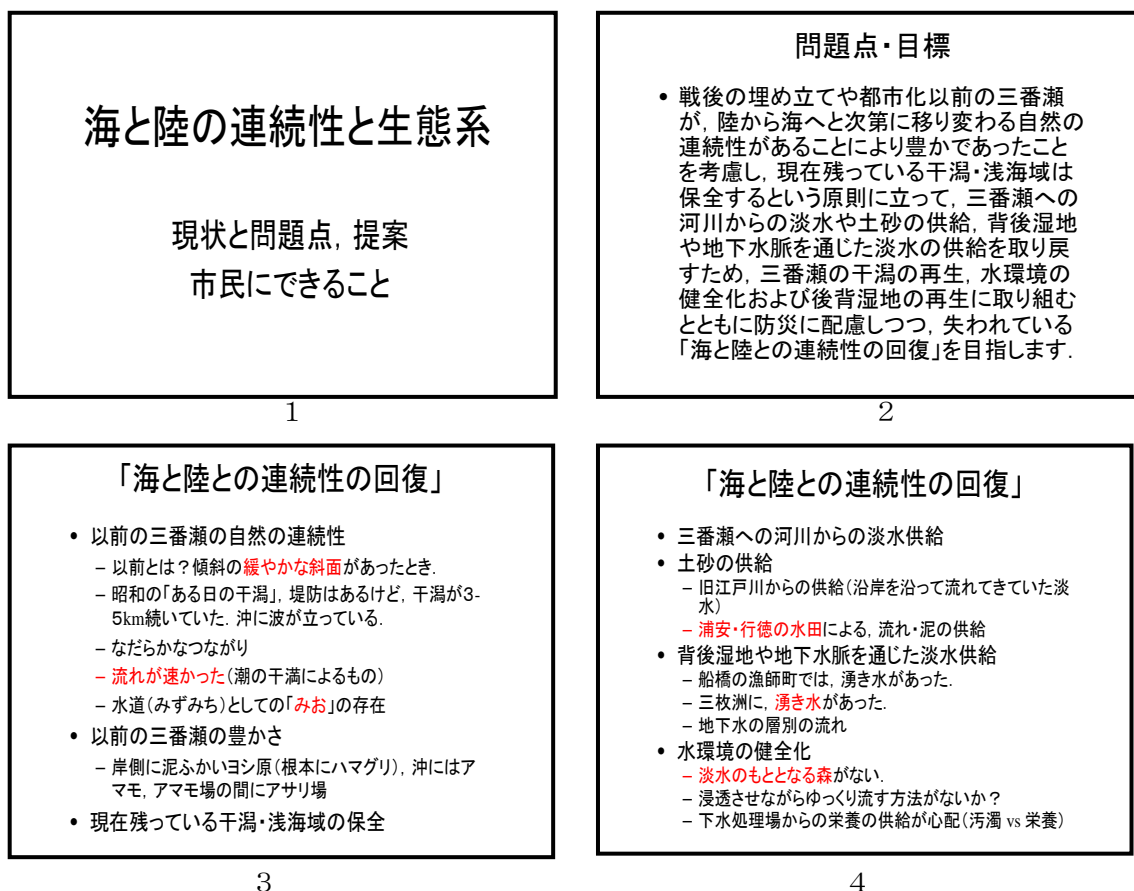 海と陸の連続性と生態系
現状と問題点，提案
市民にできること
1
問題点・目標
• 戦後の埋め立てや都市化以前の三番瀬
が，陸から海へと次第に移り変わる自然の
連続性があることにより豊かであったこと
を考慮し，現在残っている干潟・浅海域は
保全するという原則に立って，三番瀬への
河川からの淡水や土砂の供給，背後湿地
や地下水脈を通じた淡水の供給を取り戻
すため，三番瀬の干潟の再生，水環境の
健全化および後背湿地の再生に取り組む
とともに防災に配慮しつつ，失われている
「海と陸との連続性の回復」を目指します．
2
「海と陸との連続性の回復」
• 以前の三番瀬の自然の連続性
– 以前とは？傾斜の緩やかな斜面があったとき．
– 昭和の「ある日の干潟」，堤防はあるけど，干潟が３-
５km続いていた．沖に波が立っている．
– なだらかなつながり
– 流れが速かった（潮の干満によるもの）
– 水道（みずみち）としての「みお」の存在
• 以前の三番瀬の豊かさ
– 岸側に泥ふかいヨシ原（根本にハマグリ），沖にはア
マモ，アマモ場の間にアサリ場
• 現在残っている干潟・浅海域の保全
3
「海と陸との連続性の回復」
• 三番瀬への河川からの淡水供給
• 土砂の供給
– 旧江戸川からの供給（沿岸を沿って流れてきていた淡
水）
– 浦安・行徳の水田による，流れ・泥の供給
• 背後湿地や地下水脈を通じた淡水供給
– 船橋の漁師町では，湧き水があった．
– 三枚洲に，湧き水があった．
– 地下水の層別の流れ
• 水環境の健全化
– 淡水のもととなる森がない．
– 浸透させながらゆっくり流す方法がないか？
– 下水処理場からの栄養の供給が心配（汚濁 vs 栄養）
4